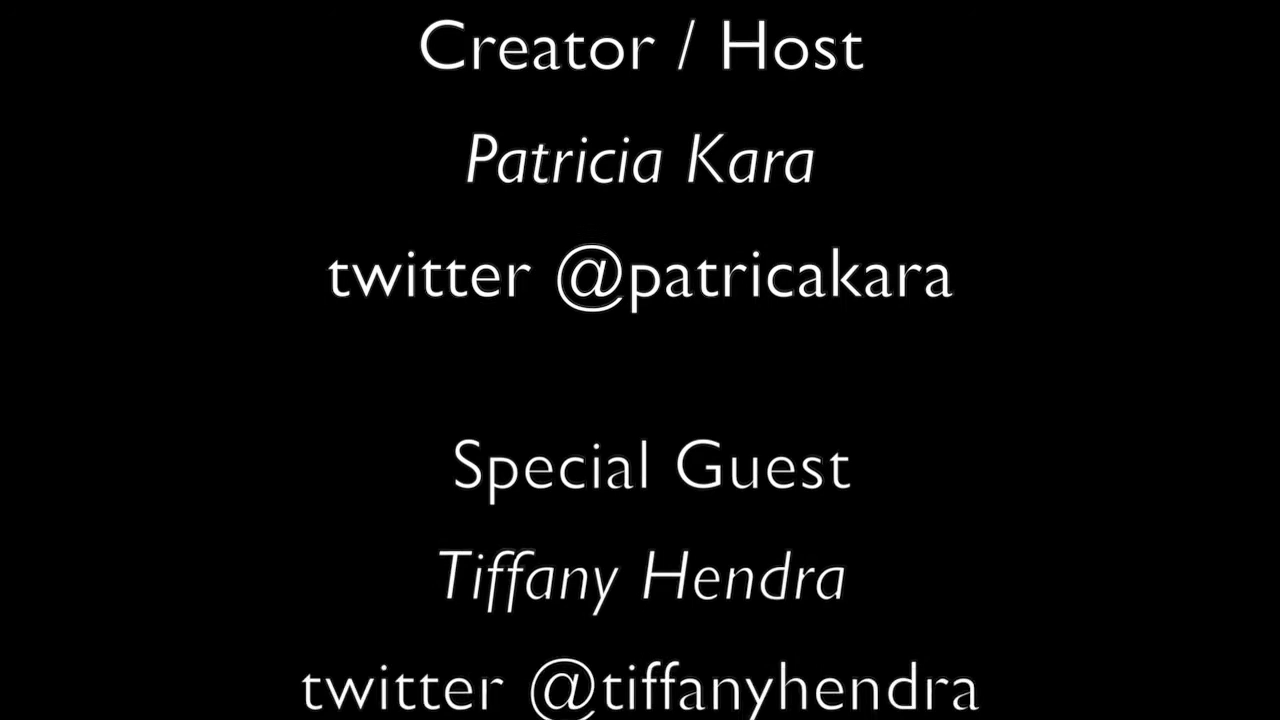 Creator / Host
Patricia Kara
twitter @patricakara
Special Guest
Tiffany Hendra
twitter @tiffanyhendra